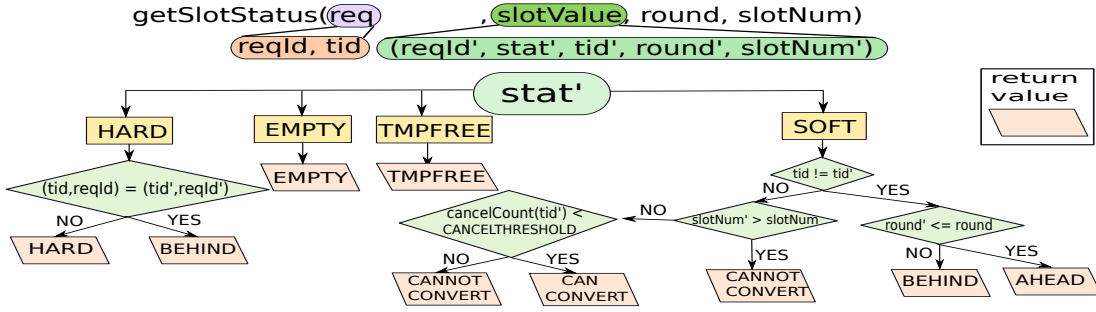 getSlotStatus(req , slotValue, round, slotNum)
reqId, tid (reqId', stat', tid', round', slotNum')
stat'
return
value
HARD EMPTY TMPFREE SOFT
(tid,reqId) = (tid',reqId')
EMPTY
TMPFREE
tid != tid'
NO YES
NO YES
HARD BEHIND
cancelCount(tid') <
CANCELTHRESHOLD
NO
slotNum' > slotNum
round' <= round
NO YES
YES
NO YES
CANNOT
CONVERT
CAN
CONVERT
CANNOT
CONVERT
BEHIND
AHEAD